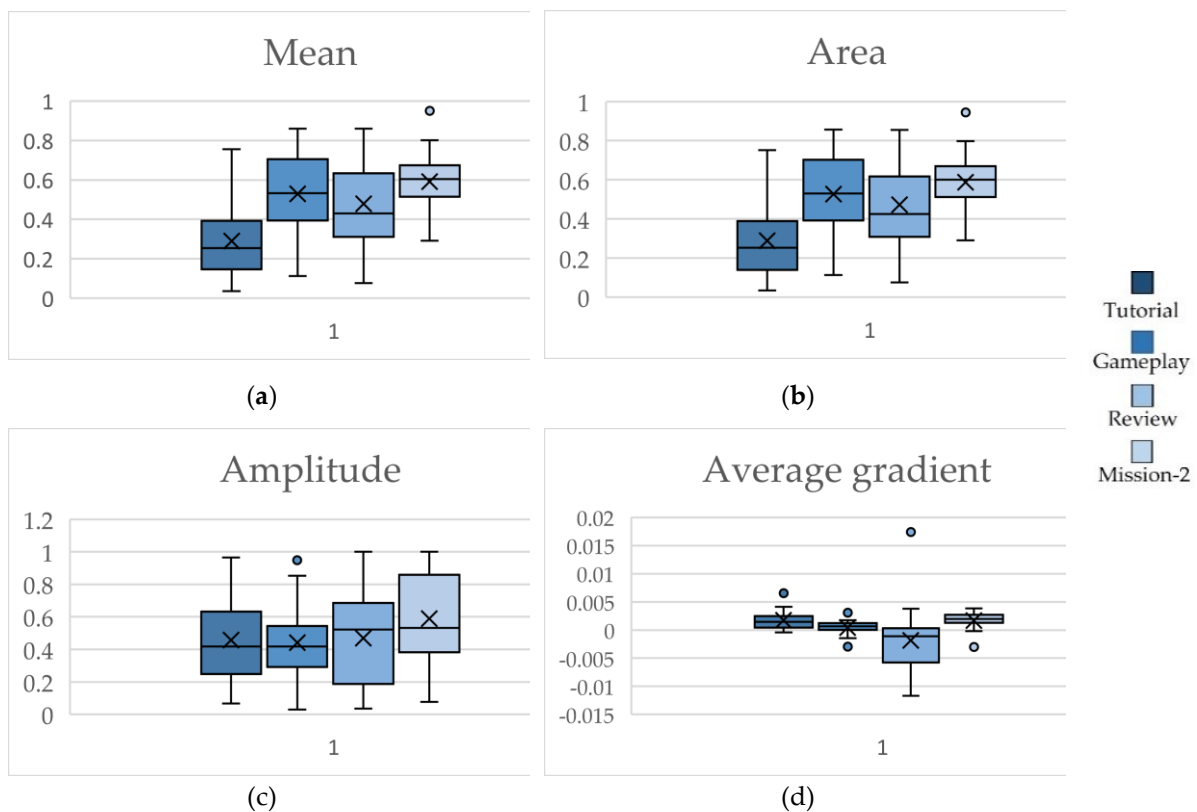 Mean
1
0.8
0.6
0.4
0.2
0
1
(a)
Area
1
0.8
0.6
0.4
0.2
0
1
(b)
Tutorial
Gameplay
Review
Mission-2
Amplitude
1.2
1
0.8
0.6
0.4
0.2
0
1
(c)
Average gradient
0.02
0.015
0.01
0.005
0
-0.005
-0.01
-0.015
1
(d)